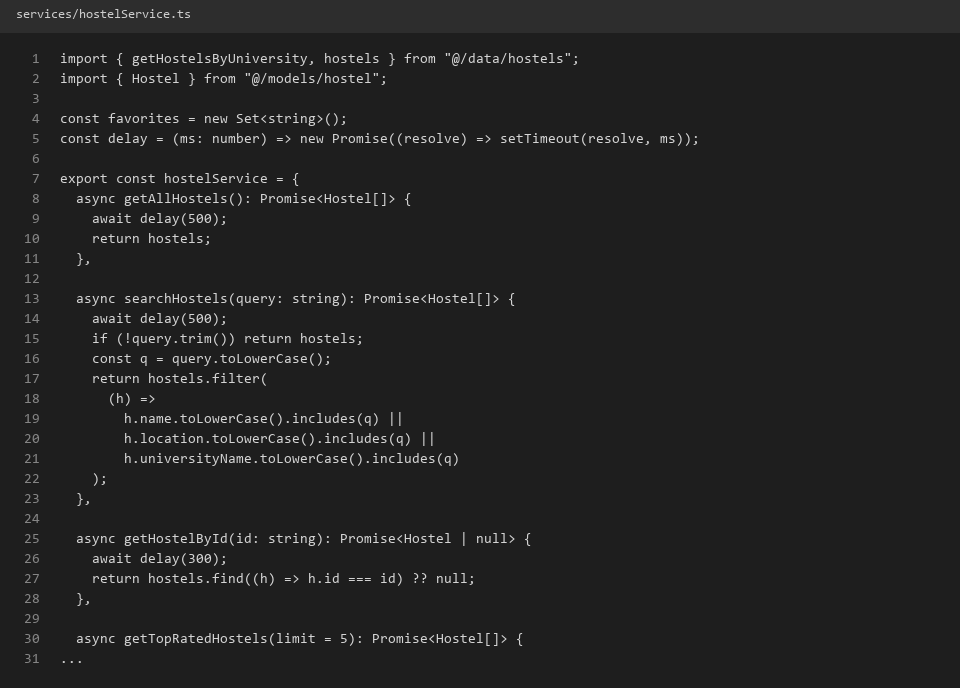 services/hostelService.ts
1 import { getHostelsByUniversity, hostels } from "@/data/hostels";
2 import { Hostel } from "@/models/hostel";
3
4 const favorites = new Set<string>();
5 const delay = (ms: number) => new Promise((resolve) => setTimeout(resolve, ms));
6
7 export const hostelService = {
8   async getAllHostels(): Promise<Hostel[]> {
9     await delay(500);
10     return hostels;
11   },
12
13   async searchHostels(query: string): Promise<Hostel[]> {
14     await delay(500);
15     if (!query.trim()) return hostels;
16     const q = query.toLowerCase();
17     return hostels.filter(
18       (h) =>
19         h.name.toLowerCase().includes(q) ||
20         h.location.toLowerCase().includes(q) ||
21         h.universityName.toLowerCase().includes(q)
22     );
23   },
24
25   async getHostelById(id: string): Promise<Hostel | null> {
26     await delay(300);
27     return hostels.find((h) => h.id === id) ?? null;
28   },
29
30   async getTopRatedHostels(limit = 5): Promise<Hostel[]> {
31 ...